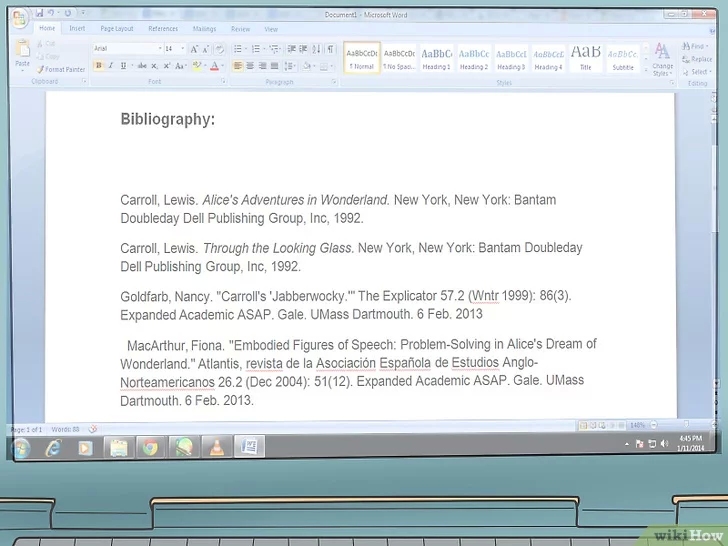 Document1 - Microsoft Word
Home Insert Page Layout References Mailings Review View
Paste
Cut
Copy
Format Painter
Clipboard
Arial 14
Font
Paragraph
AaBbCcDc AaBbCcDc AaBbC AaBbCc AaBbCc AaBbCcDc AaB AaBbCc.
¶ Normal ¶ No Spac... Heading 1 Heading 2 Heading 3 Heading 4 Title Subtitle
Styles
Change
Styles
Find
Replace
Select
Editing
Bibliography:
Carroll, Lewis. Alice's Adventures in Wonderland. New York, New York: Bantam
Doubleday Dell Publishing Group, Inc, 1992.
Carroll, Lewis. Through the Looking Glass. New York, New York: Bantam Doubleday
Dell Publishing Group, Inc, 1992.
Goldfarb, Nancy. "Carroll's 'Jabberwocky.'" The Explicator 57.2 (Wntr 1999): 86(3).
Expanded Academic ASAP. Gale. UMass Dartmouth. 6 Feb. 2013
MacArthur, Fiona. "Embodied Figures of Speech: Problem-Solving in Alice's Dream of
Wonderland." Atlantis, revista de la Asociación Española de Estudios Anglo-
Norteamericanos 26.2 (Dec 2004): 51(12). Expanded Academic ASAP. Gale. UMass
Dartmouth. 6 Feb. 2013.
Page: 1 of 1 Words: 88
4:45 PM
1/11/2014
wikiHow